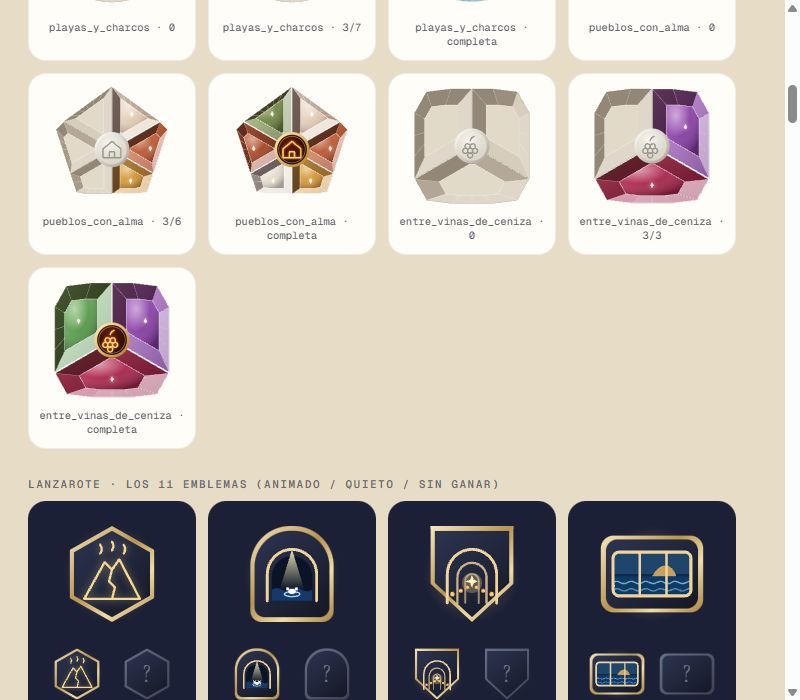 playas_y_charcos · 0
playas_y_charcos · 3/7
playas_y_charcos ·
completa
pueblos_con_alma · 0
pueblos_con_alma · 3/6
pueblos_con_alma ·
completa
entre_vinas_de_ceniza ·
0
entre_vinas_de_ceniza ·
3/3
entre_vinas_de_ceniza ·
completa
LANZAROTE · LOS 11 EMBLEMAS (ANIMADO / QUIETO / SIN GANAR)
?
?
?
?